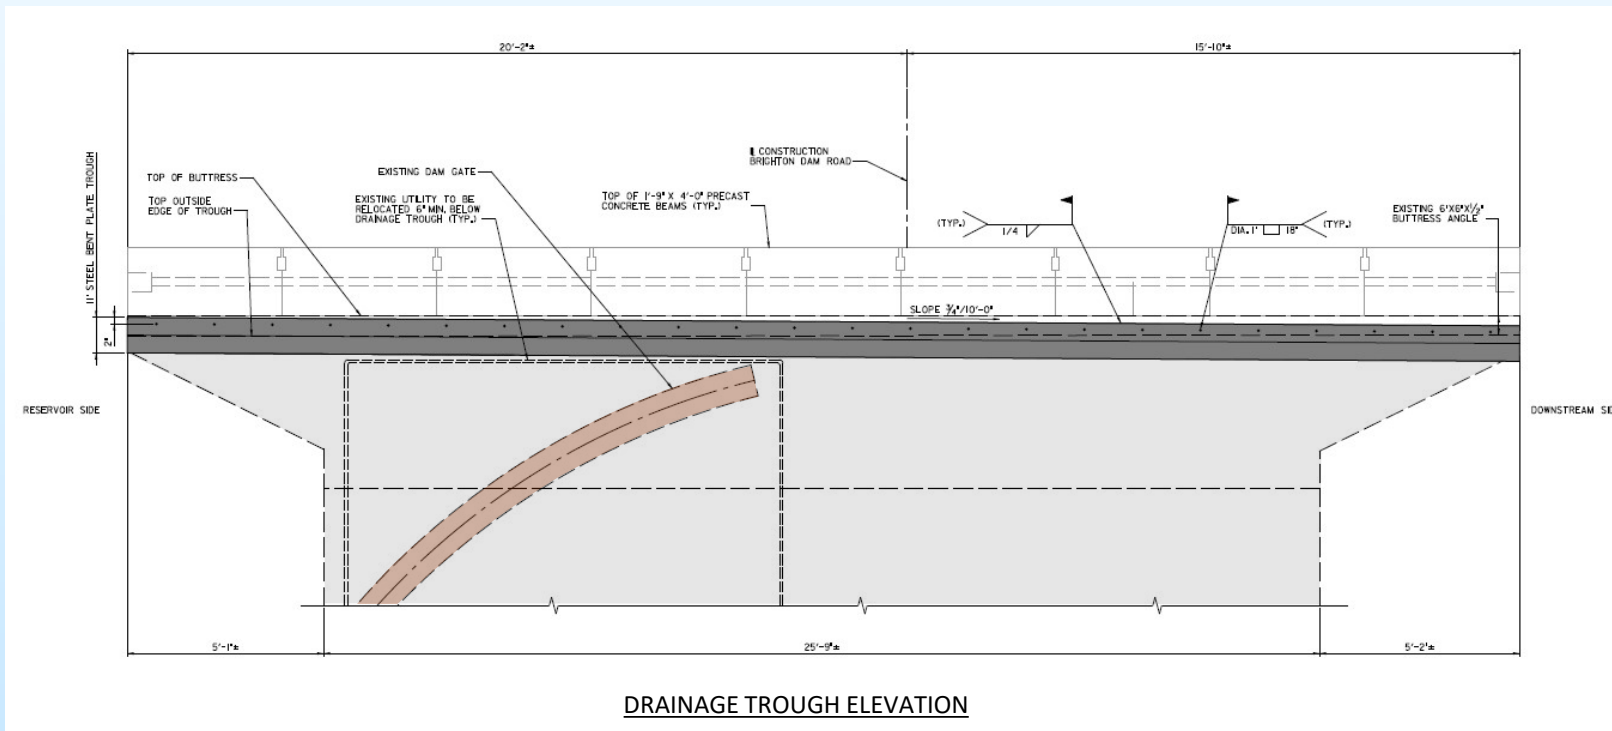 20'-2"±
15'-10"±
11" STEEL BENT PLATE TROUGH
TOP OF BUTTRESS
TOP OUTSIDE
EDGE OF TROUGH
EXISTING DAM GATE
EXISTING UTILITY TO BE
RELOCATED 6" MIN. BELOW
DRAINAGE TROUGH (TYP.)
TOP OF 1'-9" X 4'-0" PRECAST
CONCRETE BEAMS (TYP.)
CONSTRUCTION
BRIGHTON DAM ROAD
(TYP.)
1/4
DIA. 1" 18"
(TYP.)
EXISTING 6"X6"X½"
BUTTRESS ANGLE
SLOPE ¾"/10'-0"
2"
RESERVOIR SIDE
DOWNSTREAM SID
5'-1"±
25'-9"±
5'-2"±
DRAINAGE TROUGH ELEVATION